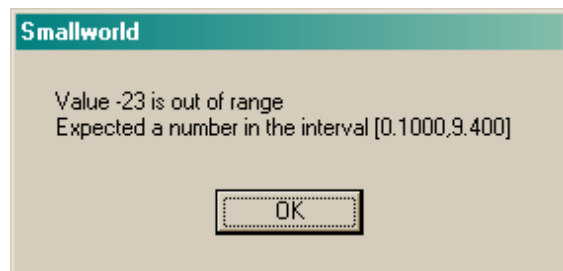 Smallworld
Value -23 is out of range
Expected a number in the interval [0.1000,9.400]
OK